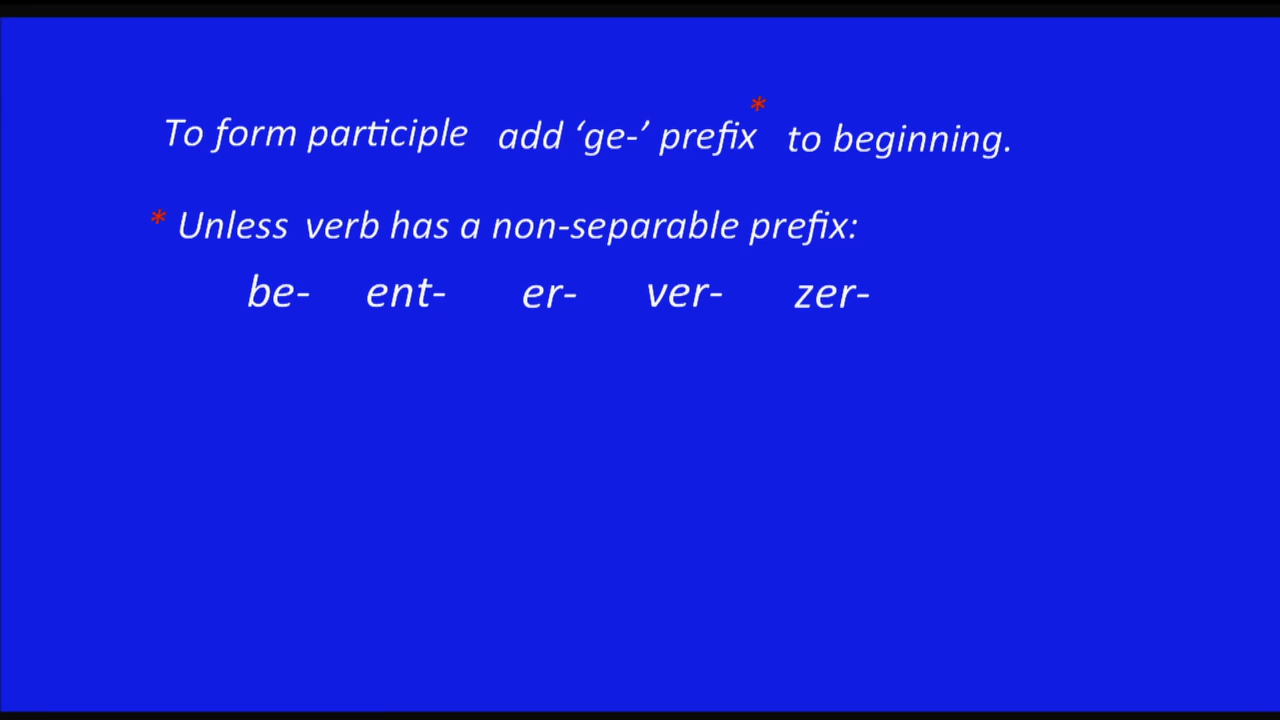 To form participle add ‘ge-’ prefix* to beginning.
* Unless verb has a non-separable prefix:
be- ent- er- ver- zer-